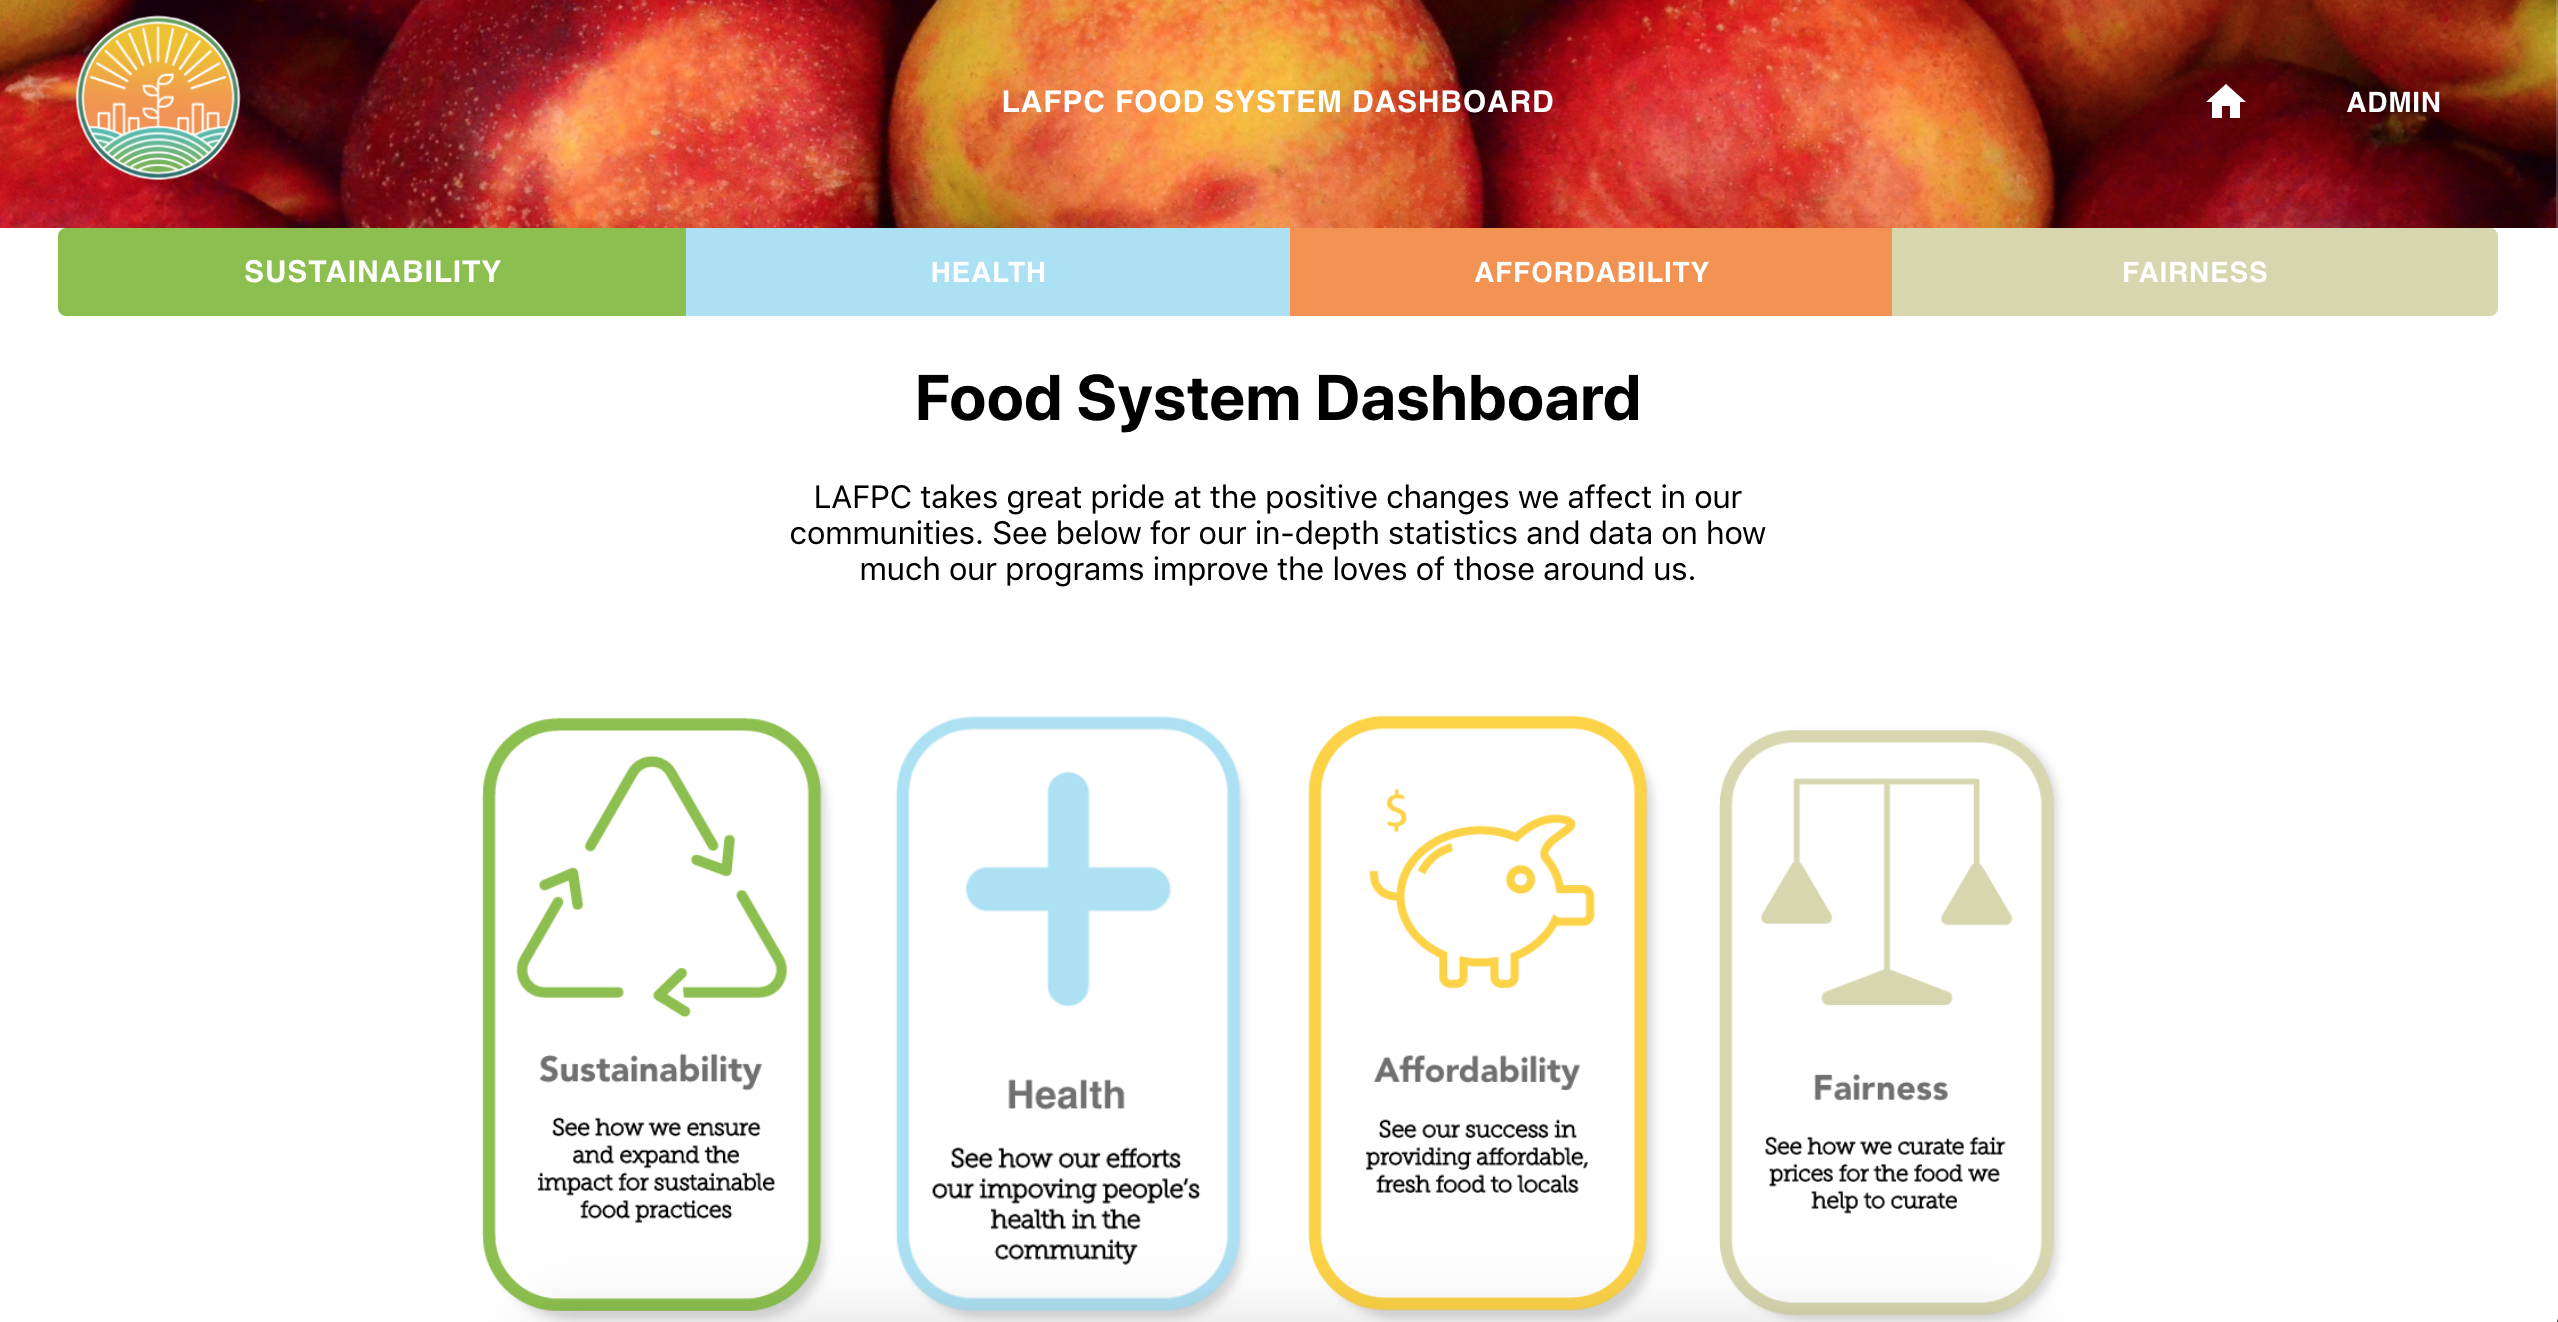 LAFPC FOOD SYSTEM DASHBOARD
ADMIN
SUSTAINABILITY
HEALTH
AFFORDABILITY
FAIRNESS
Food System Dashboard
LAFPC takes great pride at the positive changes we affect in our
communities. See below for our in-depth statistics and data on how
much our programs improve the loves of those around us.
Sustainability
See how we ensure
and expand the
impact for sustainable
food practices
Health
See how our efforts
our impoving people's
health in the
community
$
Affordability
See our success in
providing affordable,
fresh food to locals
Fairness
See how we curate fair
prices for the food we
help to curate